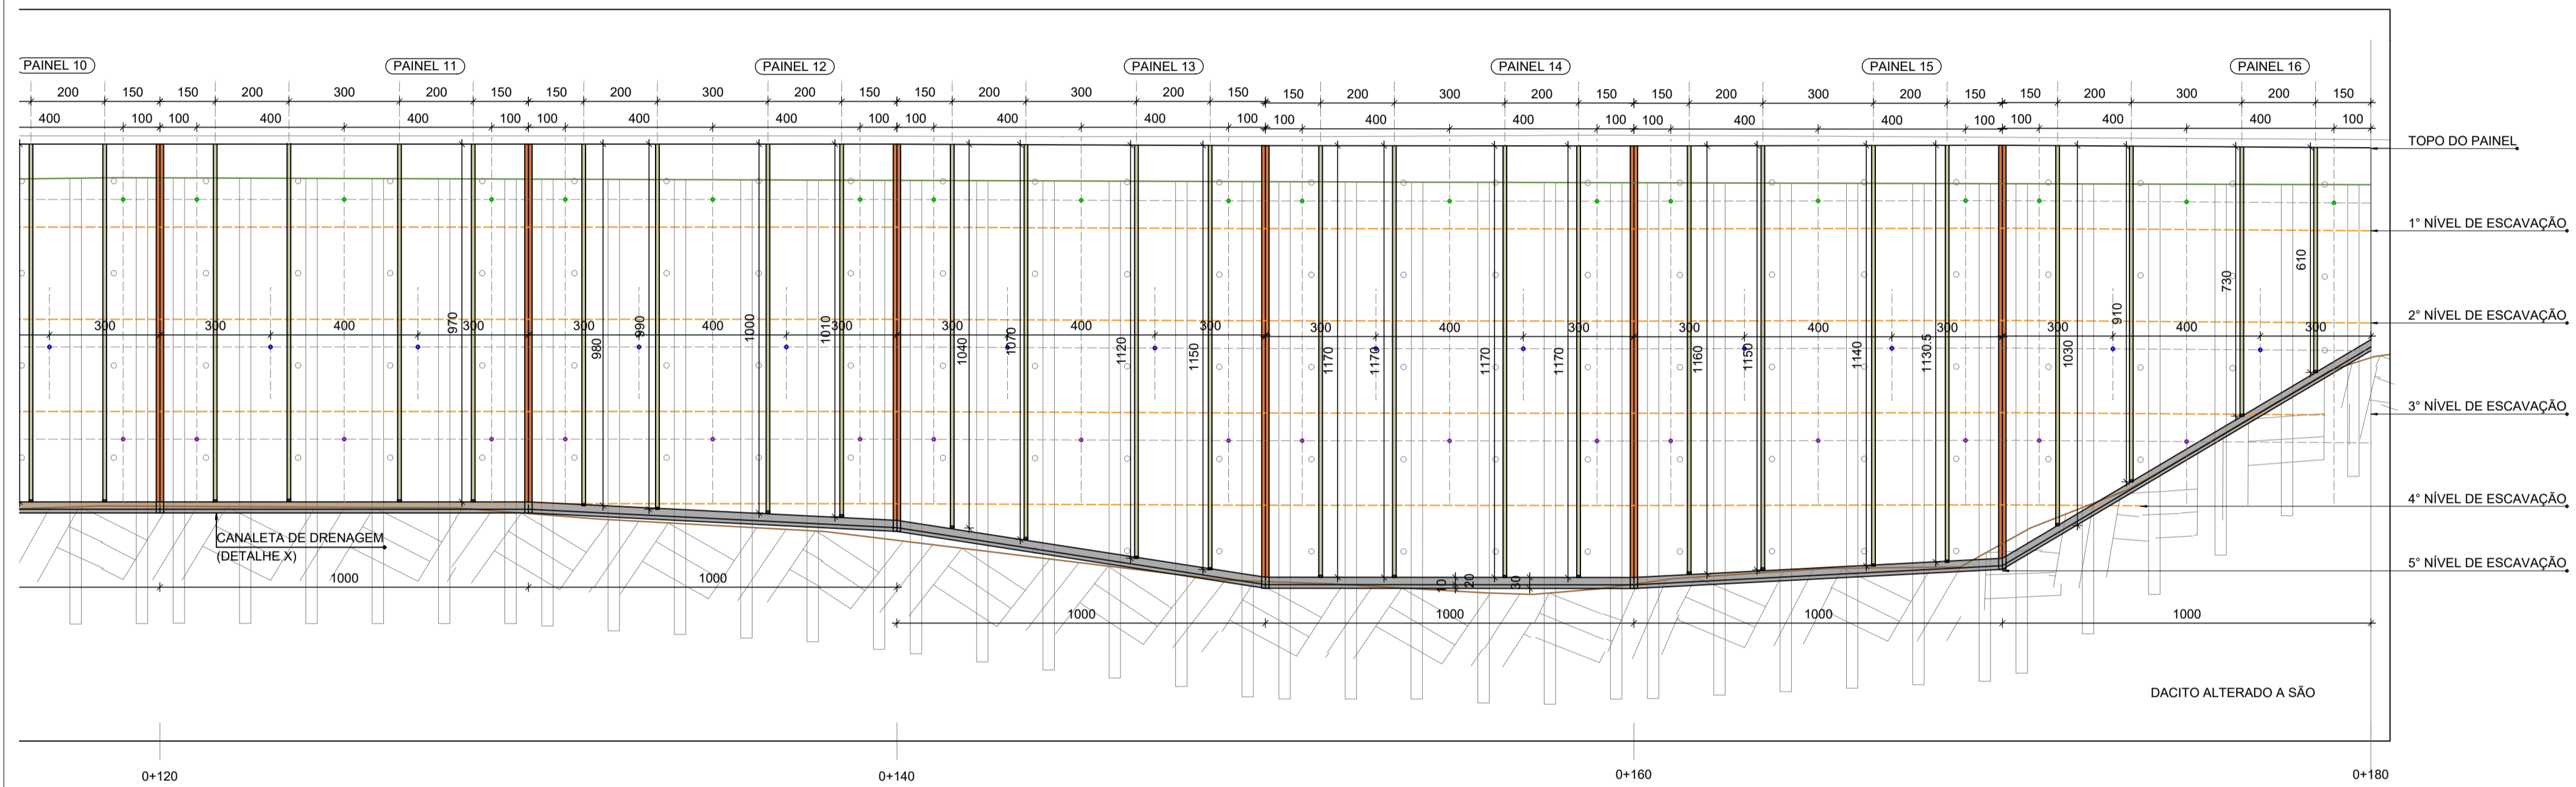 PAINEL 10 PAINEL 11 PAINEL 12 PAINEL 13 PAINEL 14 PAINEL 15 PAINEL 16
200 150 150 200 300 200 150 150 200 300 200 150 150 200 300 200 150 150 200 300 200 150 150 200 300 200 150 150 200 300 200 150
400 100 100 400 400 100 100 400 400 100 100 400 400 100 100 400 400 100 100 400 400 100 100 400 400 100
TOPO DO PAINEL
1° NÍVEL DE ESCAVAÇÃO
610
730
910
2° NÍVEL DE ESCAVAÇÃO
300 300 400 300 300 400 300 300 400 300 300 400 300 300 400 300 300 400 300
970 980 990 1000 1010 1040 1070 1120 1150 1170 1170 1170 1170 1160 1150 1140 1130.5 1030
3° NÍVEL DE ESCAVAÇÃO
4° NÍVEL DE ESCAVAÇÃO
CANALETA DE DRENAGEM
(DETALHE X)
5° NÍVEL DE ESCAVAÇÃO
1000 1000
10 20 30
1000 1000 1000 1000
DACITO ALTERADO A SÃO
0+120 0+140 0+160 0+180